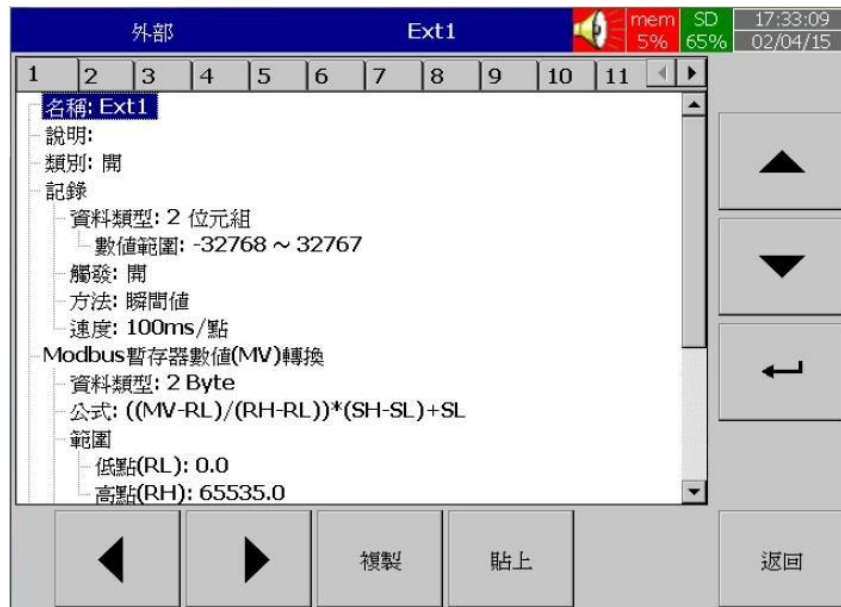 外部 Ext1 mem 5% SD 65% 17:33:09 02/04/15
1 2 3 4 5 6 7 8 9 10 11
名稱: Ext1
說明:
類別: 開
記錄
資料類型: 2 位元組
數值範圍: -32768 ~ 32767
觸發: 開
方法: 瞬間值
速度: 100ms/點
Modbus暫存器數值(MV)轉換
資料類型: 2 Byte
公式: ((MV-RL)/(RH-RL))*(SH-SL)+SL
範圍
低點(RL): 0.0
高點(RH): 65535.0
複製 貼上 返回